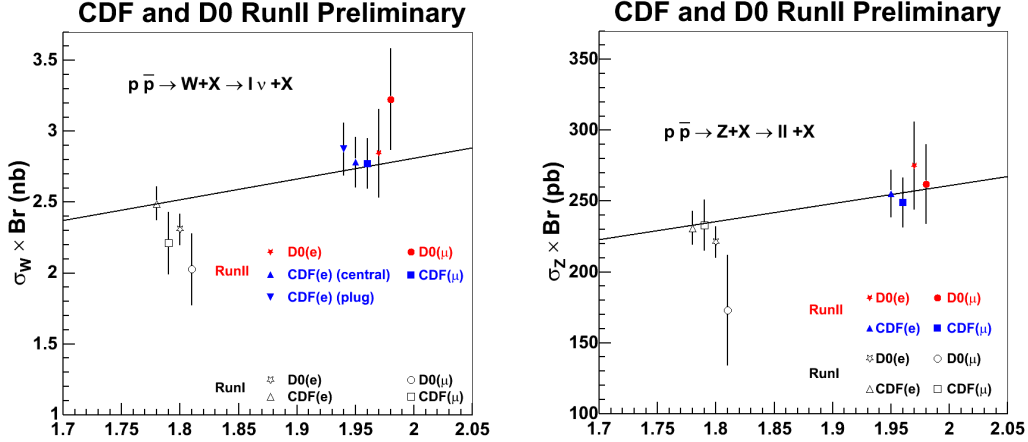 CDF and D0 RunII Preliminary
p p̅ → W+X → l ν +X
σW × Br (nb)
3.5
3
2.5
2
1.5
1
RunII
D0(e)
D0(μ)
CDF(e) (central)
CDF(μ)
CDF(e) (plug)
RunI
D0(e)
D0(μ)
CDF(e)
CDF(μ)
1.7 1.75 1.8 1.85 1.9 1.95 2 2.05
CDF and D0 RunII Preliminary
p p̅ → Z+X → ll +X
σZ × Br (pb)
350
300
250
200
150
100
RunII
D0(e)
D0(μ)
CDF(e)
CDF(μ)
RunI
D0(e)
D0(μ)
CDF(e)
CDF(μ)
1.7 1.75 1.8 1.85 1.9 1.95 2 2.05